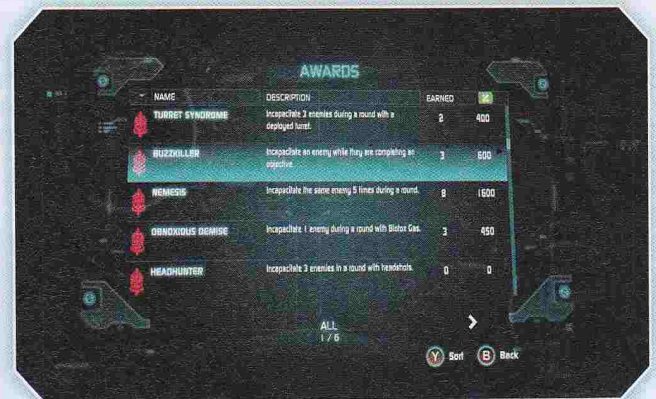 AWARDS
NAME DESCRIPTION EARNED
TURRET SYNDROME Incapacitate 3 enemies during a round with a 2 400
deployed turret.
BUZZKILLER Incapacitate an enemy while they are completing an 3 600
objective.
NEMESIS Incapacitate the same enemy 5 times during a round. 8 1600
OBNOXIOUS DEMISE Incapacitate 1 enemy during a round with Biotox Gas. 3 450
HEADHUNTER Incapacitate 3 enemies in a round with headshots. 0 0
ALL
1 / 6
Y Sort B Back